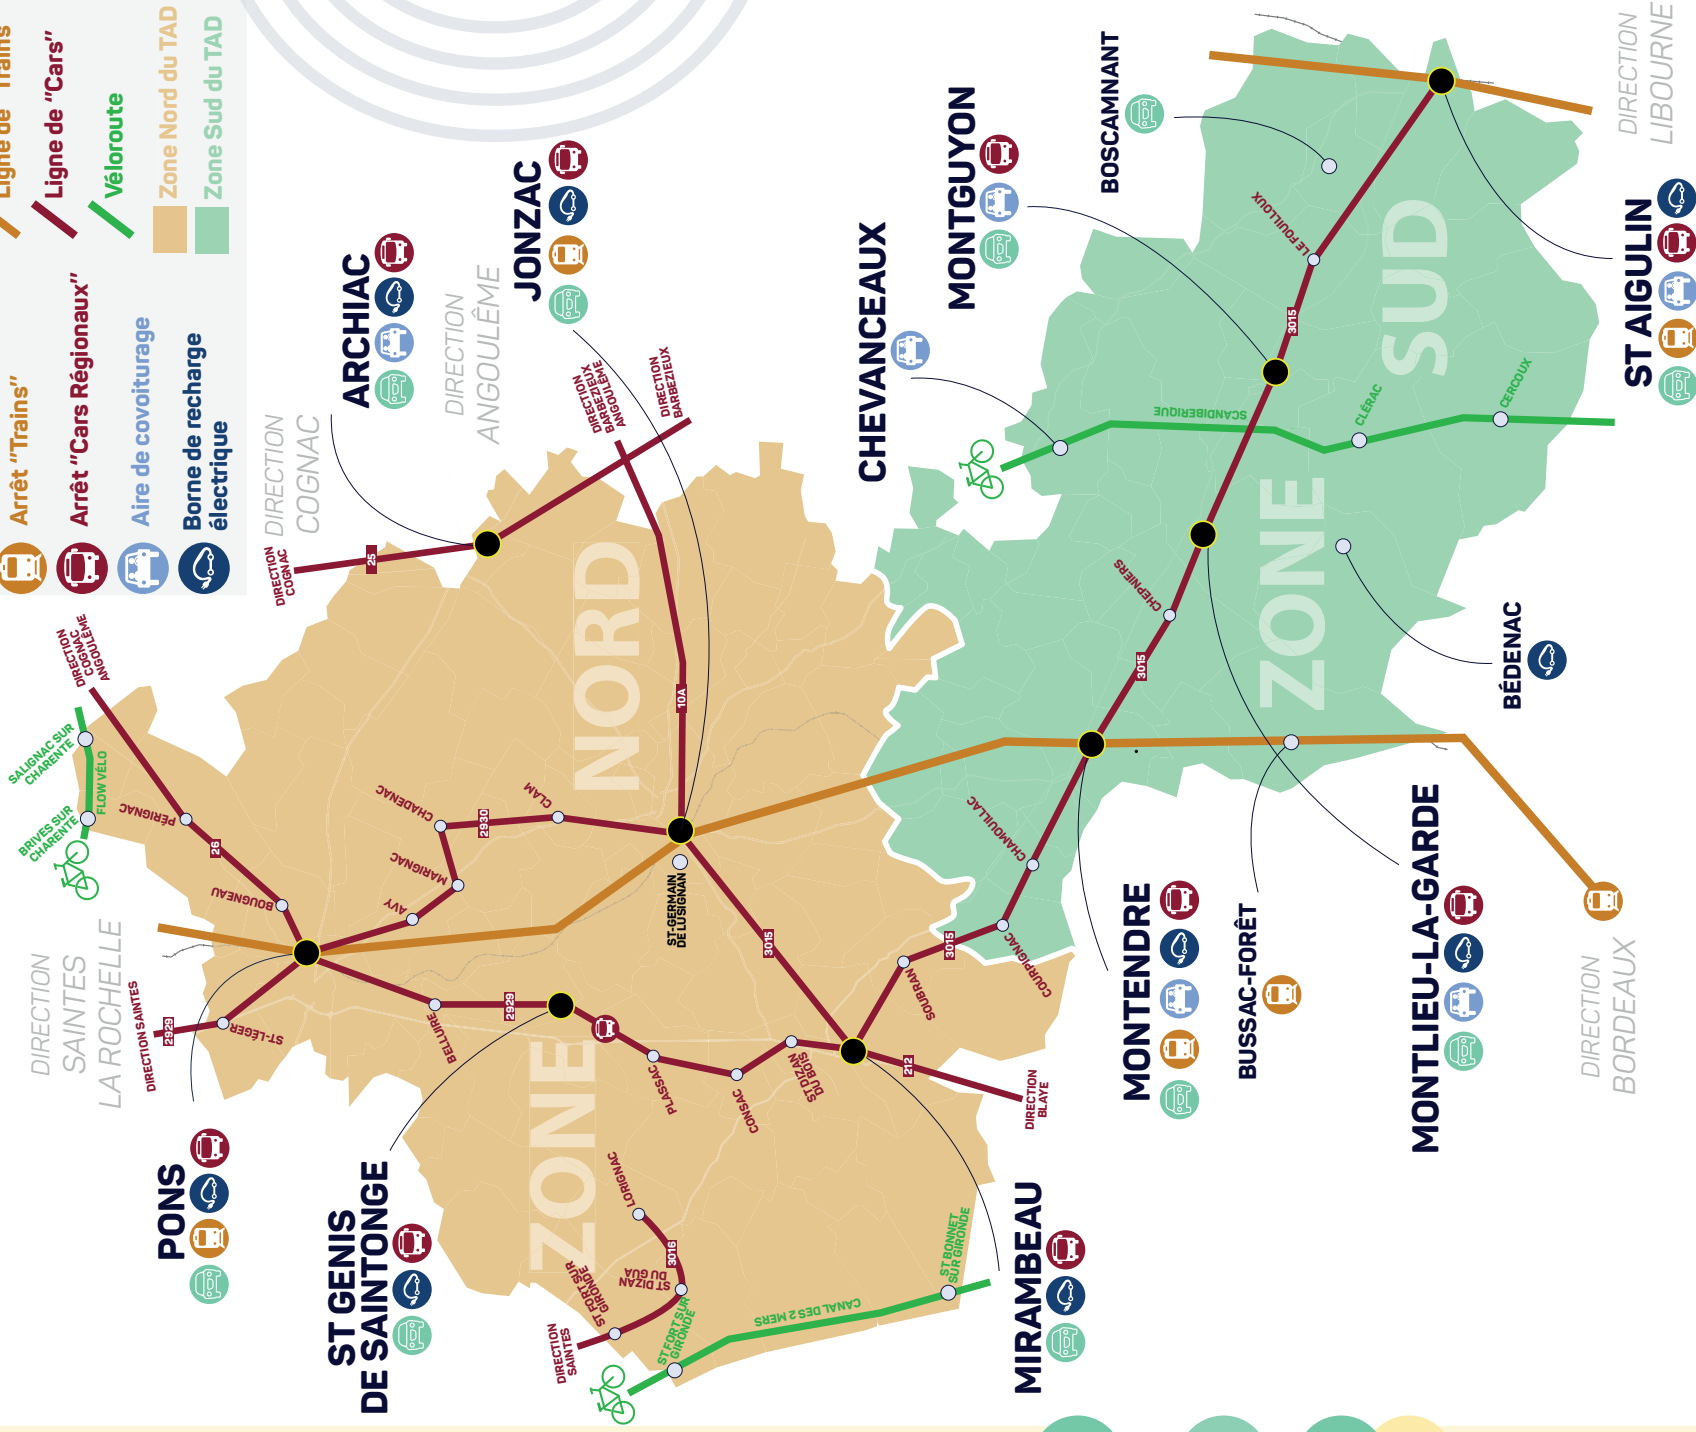 Ligne de "Trains"
Ligne de "Cars"
Véloroute
Zone Nord du TAD
Zone Sud du TAD
Arrêt "Trains"
Arrêt "Cars Régionaux"
Aire de covoiturage
Borne de recharge
électrique
DIRECTION
SAINTES
LA ROCHELLE
DIRECTION
COGNAC
DIRECTION
ANGOULÊME
DIRECTION
LIBOURNE
DIRECTION
BORDEAUX
ARCHIAC
JONZAC
CHEVANCEAUX
MONTGUYON
BOSCAMNANT
ST AIGULIN
BÉDENAC
MONTLIEU-LA-GARDE
BUSSAC-FORÊT
MONTENDRE
MIRAMBEAU
ST GENIS
DE SAINTONGE
PONS
ZONE
NORD
ZONE
SUD
DIRECTION
COGNAC
ANGOULÊME
SALIGNAC SUR
CHARENTE
FLOW VÉLO
BRIVES SUR
CHARENTE
PÉRIGNAC
26
BOUGNEAU
DIRECTION SAINTES
2929
ST-LÉGER
DIRECTION
COGNAC
25
DIRECTION
BARBEZIEUX
ANGOULÊME
DIRECTION
BARBEZIEUX
10A
CHADENAC
2930
CLAM
MARIGNAC
AVY
ST-GERMAIN
DE LUSIGNAN
BELLUIRE
2929
PLASSAC
CONSAC
ST DIZAN
DU BOIS
3015
212
DIRECTION
BLAYE
SOUBRAN
3015
COURPIGNAC
CHAMOUILLAC
3015
CHEPNIERS
3015
LE FOUILLOUX
SCANDIBERIQUE
CLÉRAC
CERCOUX
LORIGNAC
3016
ST DIZAN
DU GUA
ST FORT SUR
GIRONDE
DIRECTION
SAINTES
ST FORT SUR
GIRONDE
CANAL DES 2 MERS
ST BONNET
SUR GIRONDE